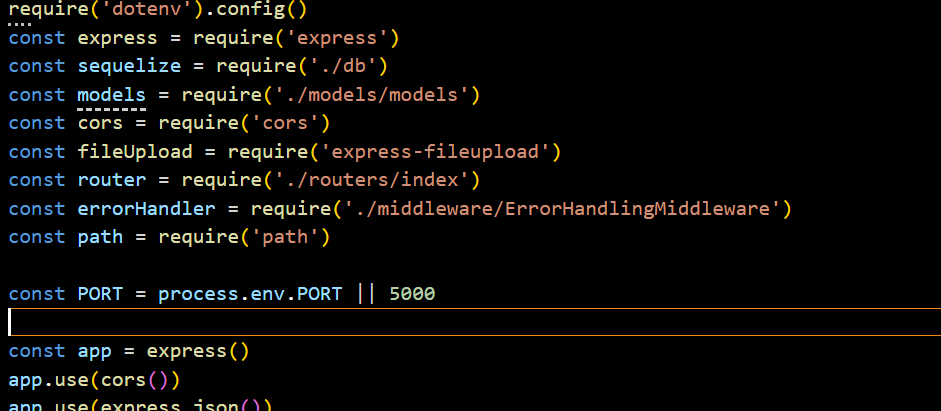 require('dotenv').config()
const express = require('express')
const sequelize = require('./db')
const models = require('./models/models')
const cors = require('cors')
const fileUpload = require('express-fileupload')
const router = require('./routers/index')
const errorHandler = require('./middleware/ErrorHandlingMiddleware')
const path = require('path')
const PORT = process.env.PORT || 5000
const app = express()
app.use(cors())
app.use(express.json())